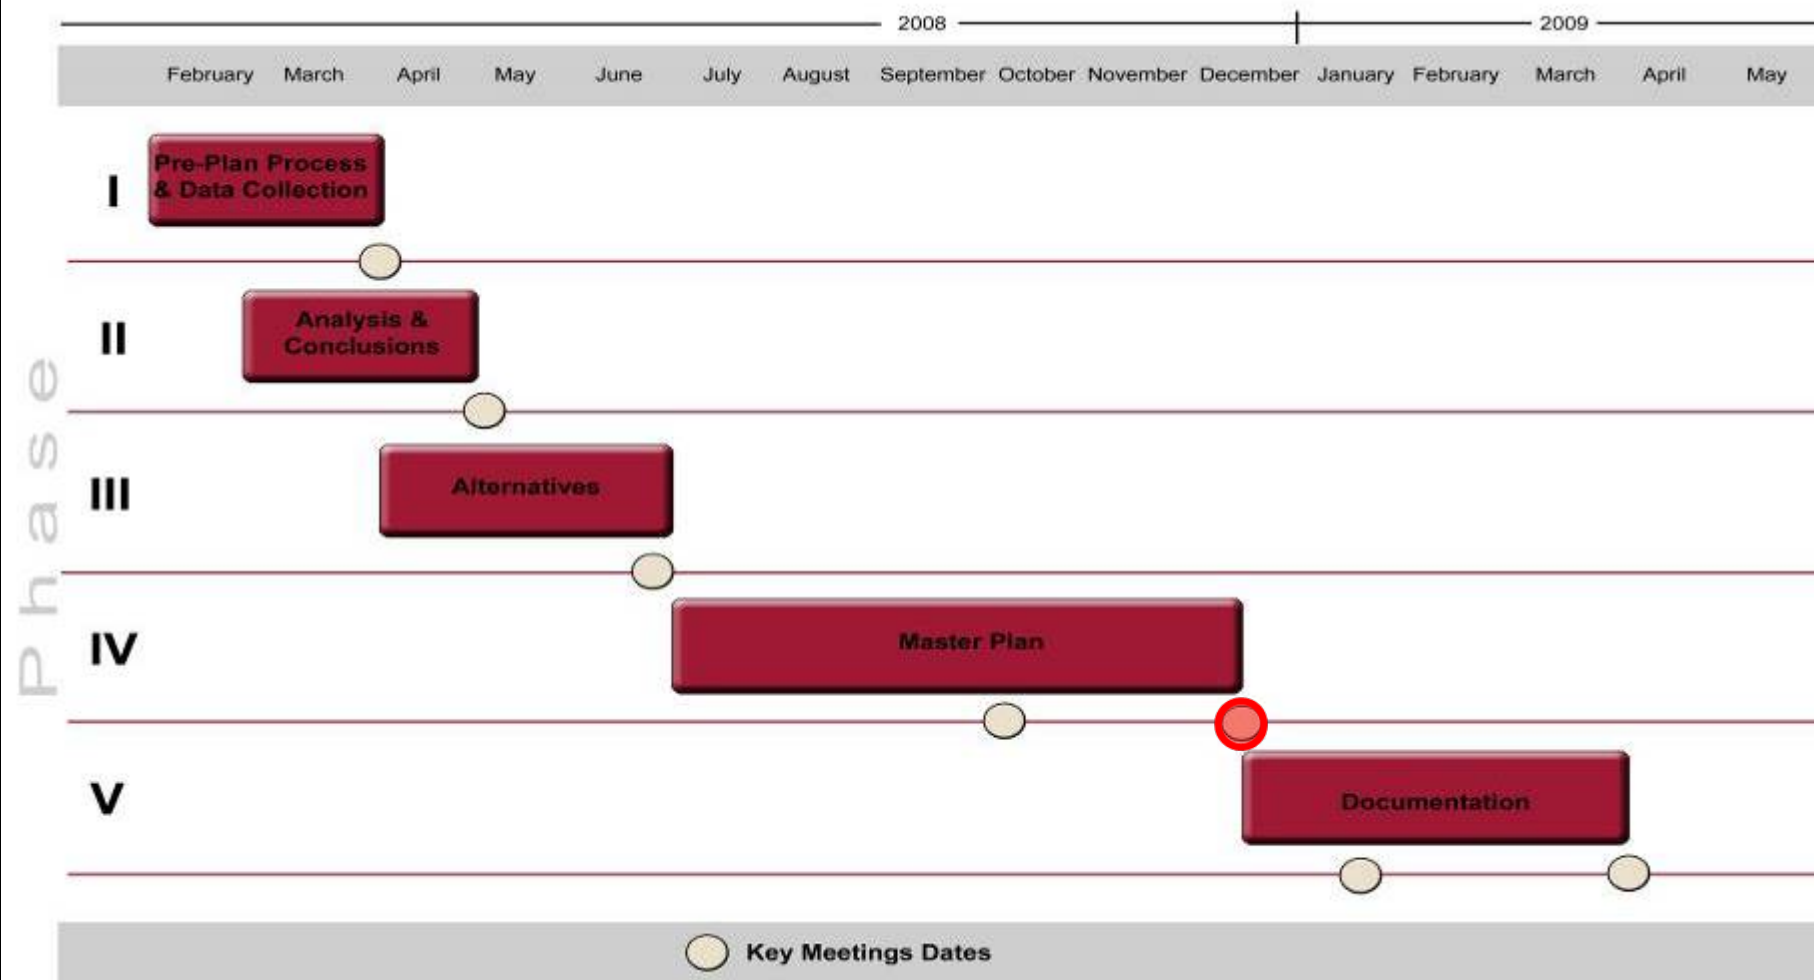 2008
2009
February March April May June July August September October November December January February March April May
Phase
I
Pre-Plan Process
& Data Collection
II
Analysis &
Conclusions
III
Alternatives
IV
Master Plan
V
Documentation
Key Meetings Dates